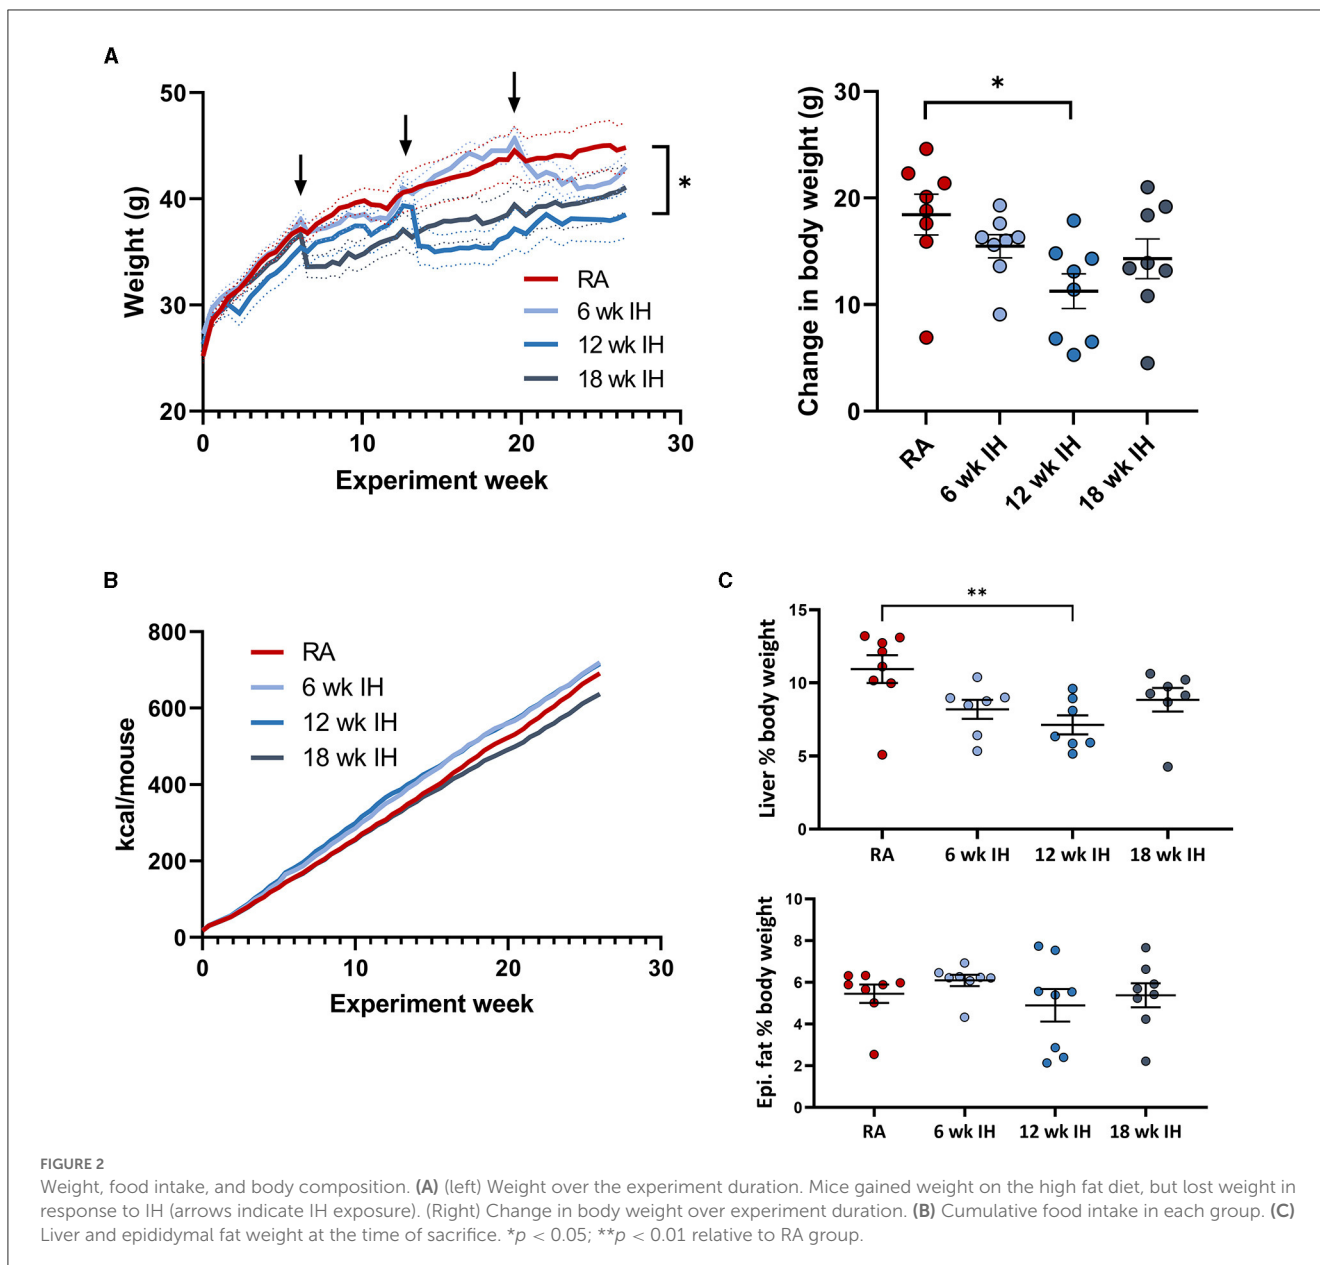 A
50
40
30
20
Weight (g)
0
10
20
30
Experiment week
*
RA
6 wk IH
12 wk IH
18 wk IH
30
20
10
0
Change in body weight (g)
*
RA
6 wk IH
12 wk IH
18 wk IH
B
800
600
400
200
0
kcal/mouse
0
10
20
30
Experiment week
RA
6 wk IH
12 wk IH
18 wk IH
C
15
10
5
0
Liver % body weight
**
RA
6 wk IH
12 wk IH
18 wk IH
10
8
6
4
2
0
Epi. fat % body weight
RA
6 wk IH
12 wk IH
18 wk IH
FIGURE 2
Weight, food intake, and body composition. (A) (left) Weight over the experiment duration. Mice gained weight on the high fat diet, but lost weight in
response to IH (arrows indicate IH exposure). (Right) Change in body weight over experiment duration. (B) Cumulative food intake in each group. (C)
Liver and epididymal fat weight at the time of sacrifice. *p < 0.05; **p < 0.01 relative to RA group.